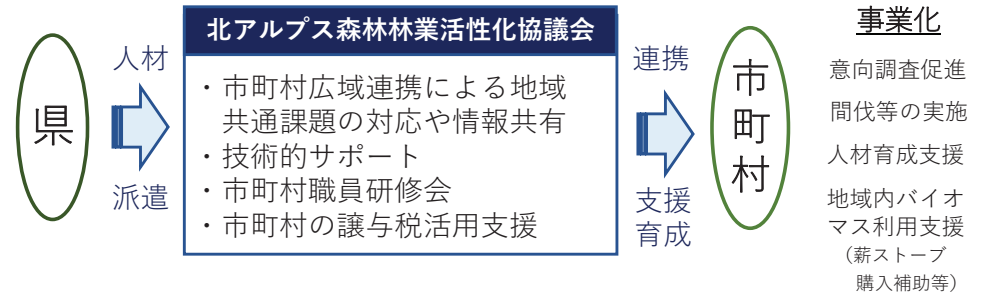 県
人材
派遣
北アルプス森林林業活性化協議会
・市町村広域連携による地域
共通課題の対応や情報共有
・技術的サポート
・市町村職員研修会
・市町村の譲与税活用支援
連携
支援
育成
市
町
村
事業化
意向調査促進
間伐等の実施
人材育成支援
地域内バイオ
マス利用支援
（薪ストーブ
購入補助等）